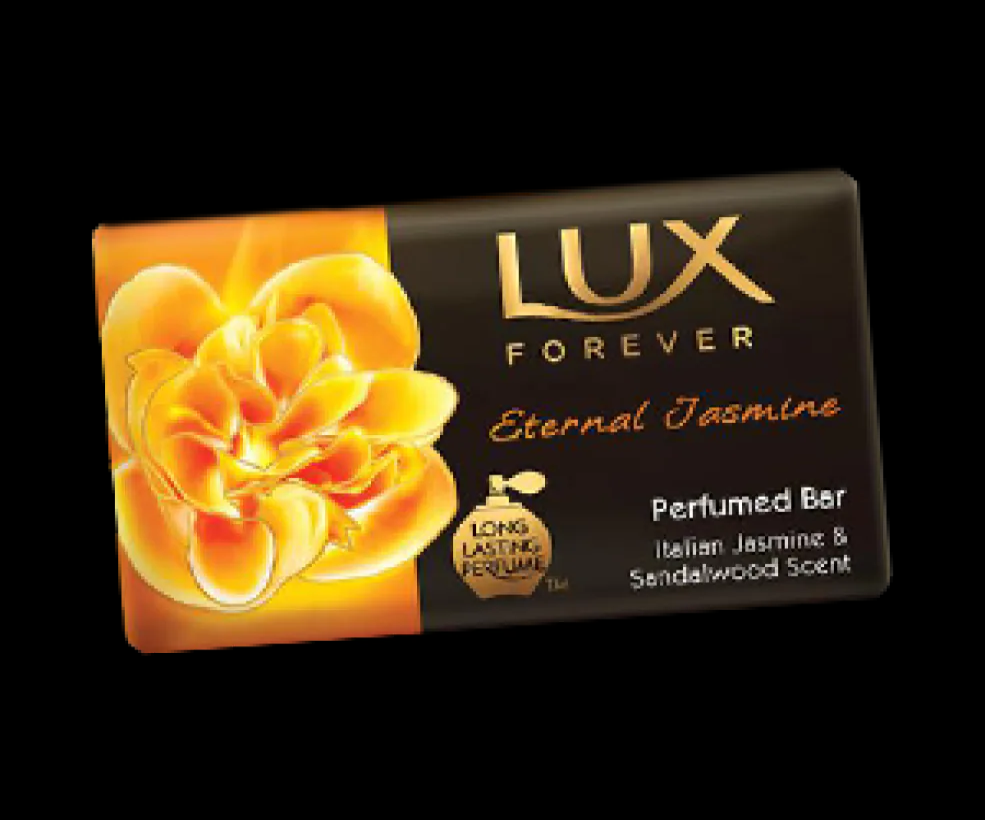 LUX
FOREVER
Eternal Jasmine
LONG
LASTING
PERFUME
TM
Perfumed Bar
Italian Jasmine &
Sandalwood Scent